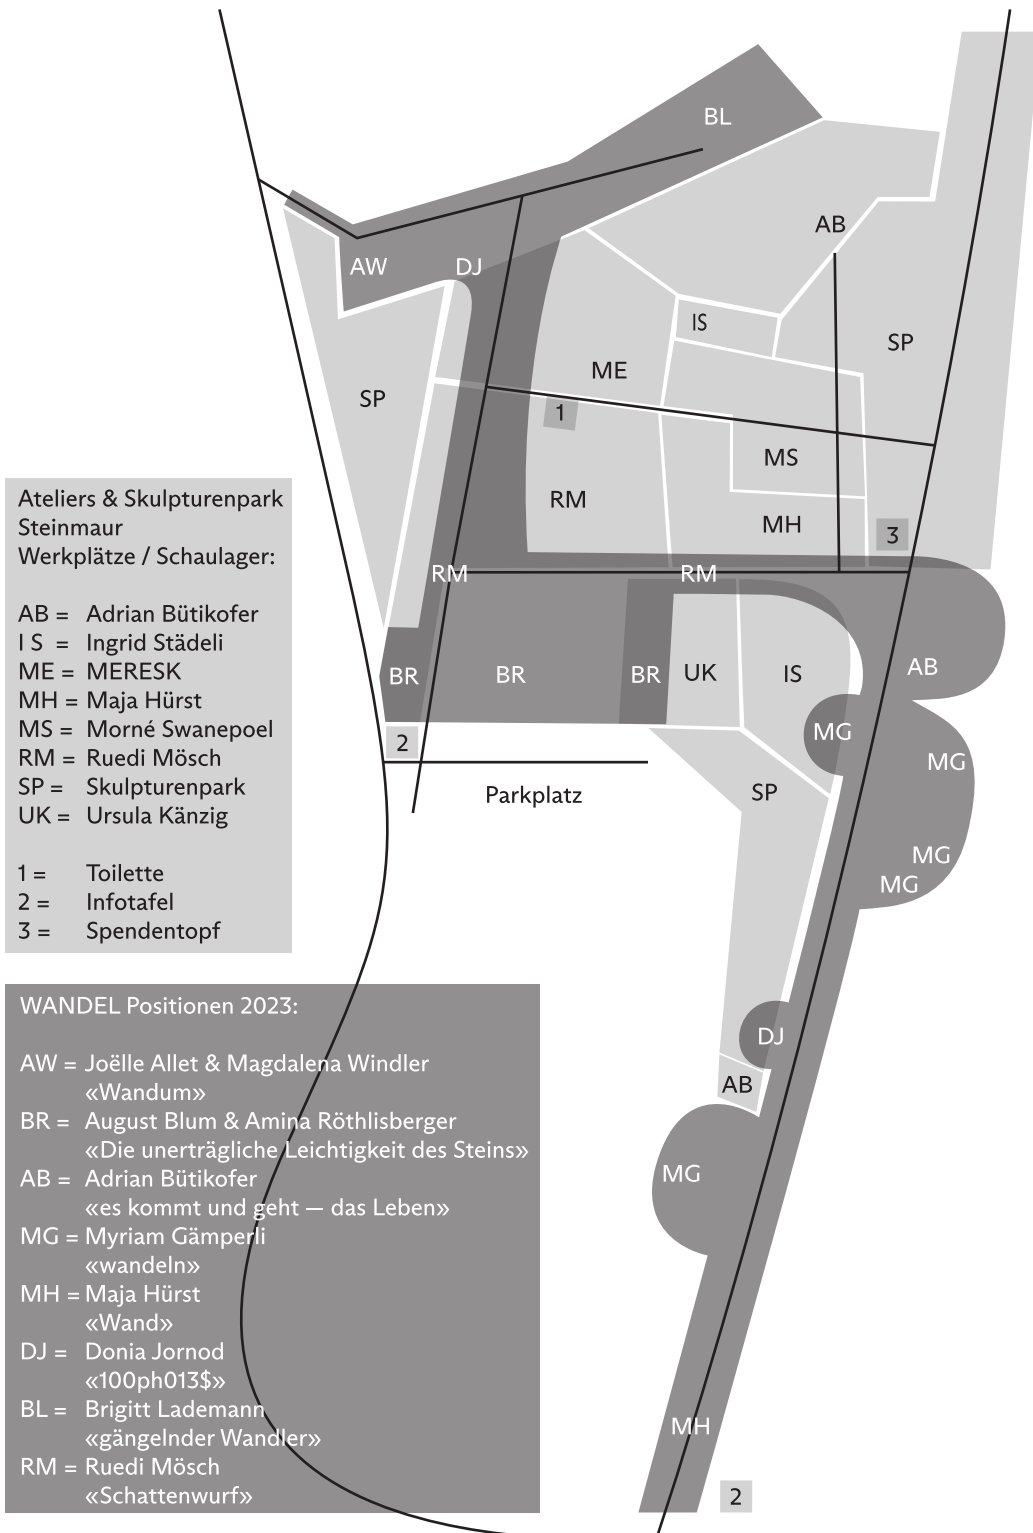 BL
AB
AW
DJ
IS
SP
ME
SP
1
MS
RM
MH
3
RM
RM
BR
BR
BR
UK
IS
AB
MG
2
MG
Parkplatz
SP
MG
MG
DJ
AB
MG
MH
2
Ateliers & Skulpturenpark
Steinmaur
Werkplätze / Schaulager:
AB = Adrian Bütikofer
I S = Ingrid Städeli
ME = MERESK
MH = Maja Hürst
MS = Morné Swanepoel
RM = Ruedi Mösch
SP = Skulpturenpark
UK = Ursula Känzig
1 = Toilette
2 = Infotafel
3 = Spendentopf
WANDEL Positionen 2023:
AW = Joëlle Allet & Magdalena Windler
«Wandum»
BR = August Blum & Amina Röthlisberger
«Die unerträgliche Leichtigkeit des Steins»
AB = Adrian Bütikofer
«es kommt und geht — das Leben»
MG = Myriam Gämperli
«wandeln»
MH = Maja Hürst
«Wand»
DJ = Donia Jornod
«100ph013$»
BL = Brigitt Lademann
«gängelnder Wandler»
RM = Ruedi Mösch
«Schattenwurf»